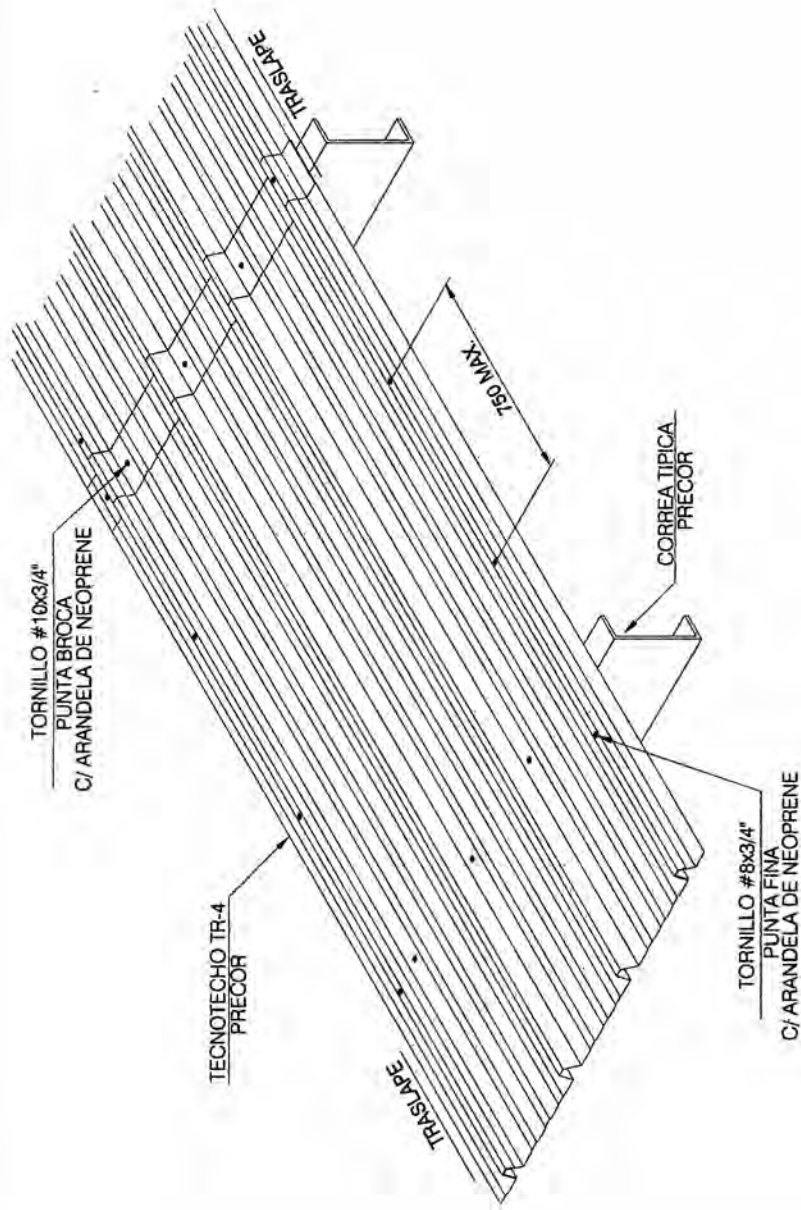 TORNILLO #10x3/4"
PUNTA BROCA
C/ ARANDELA DE NEOPRENE
TRASLAPE
TECNOTECHO TR-4
PRECOR
750 MAX.
TRASLAPE
CORREA TIPICA
PRECOR
TORNILLO #8x3/4"
PUNTA FINA
C/ ARANDELA DE NEOPRENE